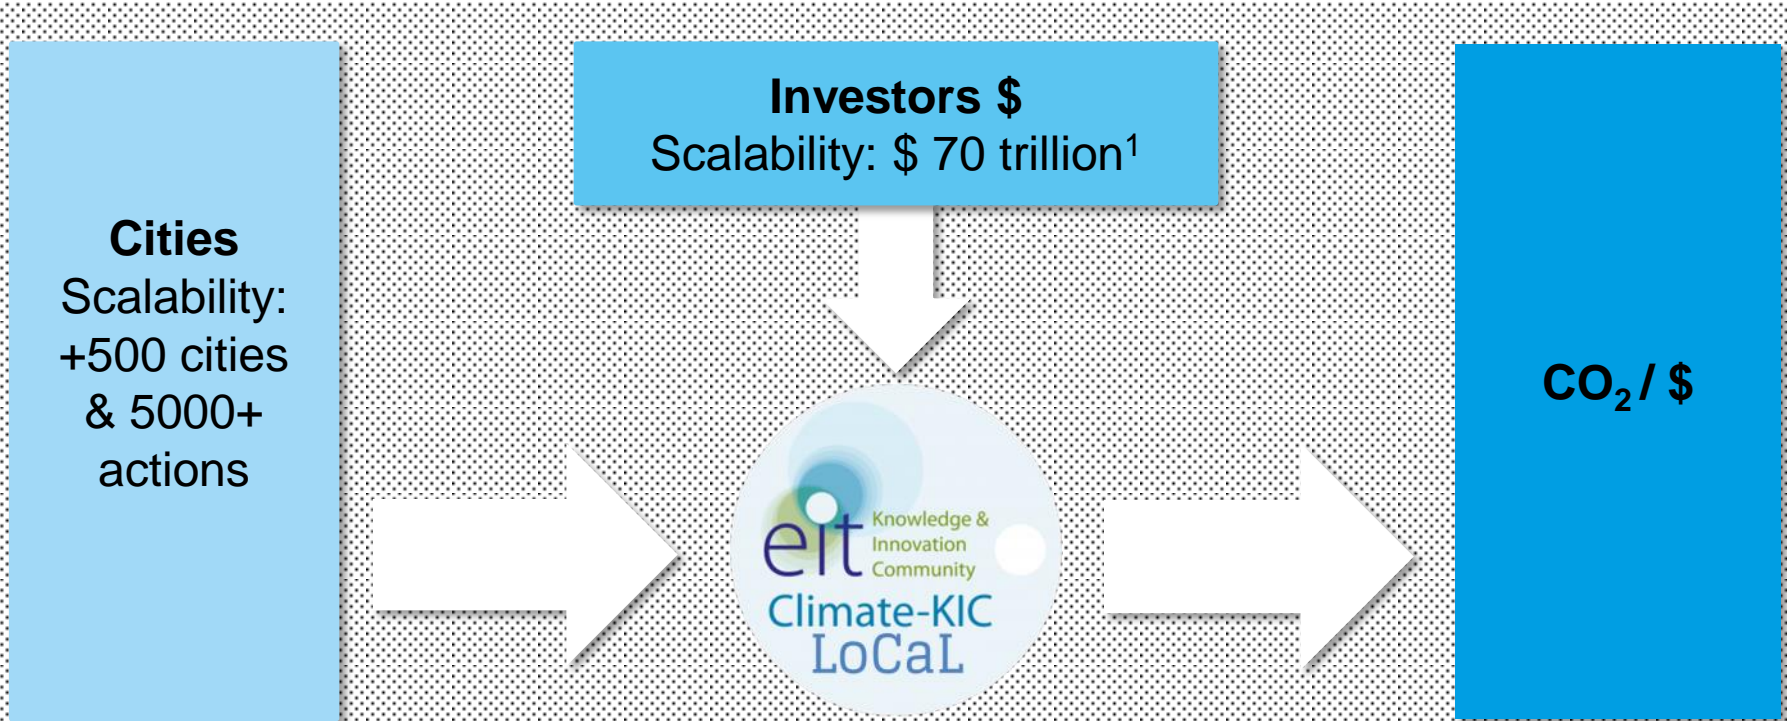 Cities
Scalability:
+500 cities
& 5000+
actions
Investors $
Scalability: $ 70 trillion¹
eit
Knowledge &
Innovation
Community
Climate-KIC
LoCaL
CO₂ / $